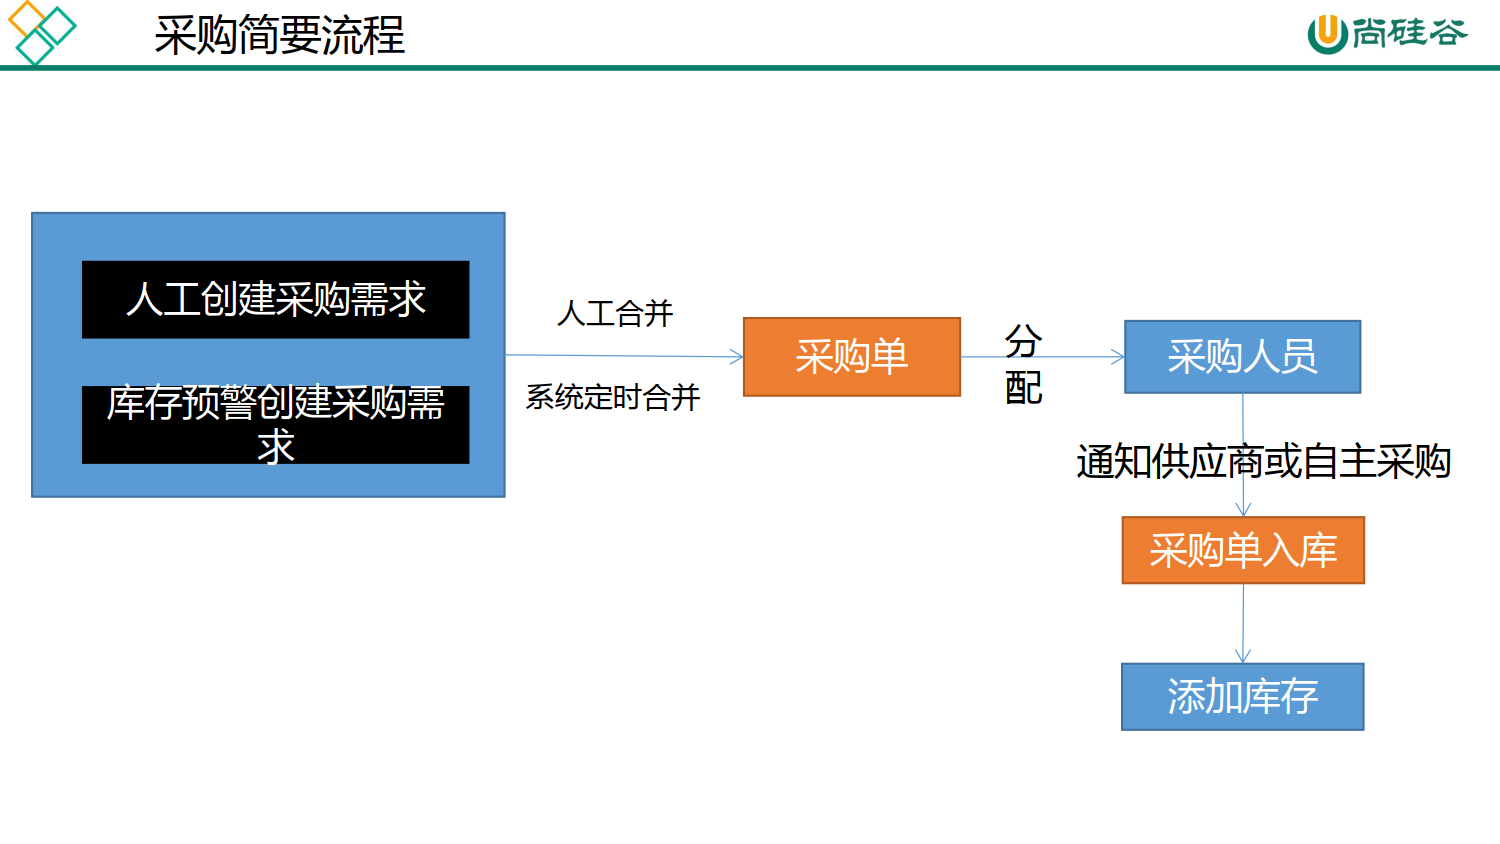 采购简要流程
尚硅谷
人工创建采购需求
库存预警创建采购需
求
人工合并
系统定时合并
采购单
分
配
采购人员
通知供应商或自主采购
采购单入库
添加库存